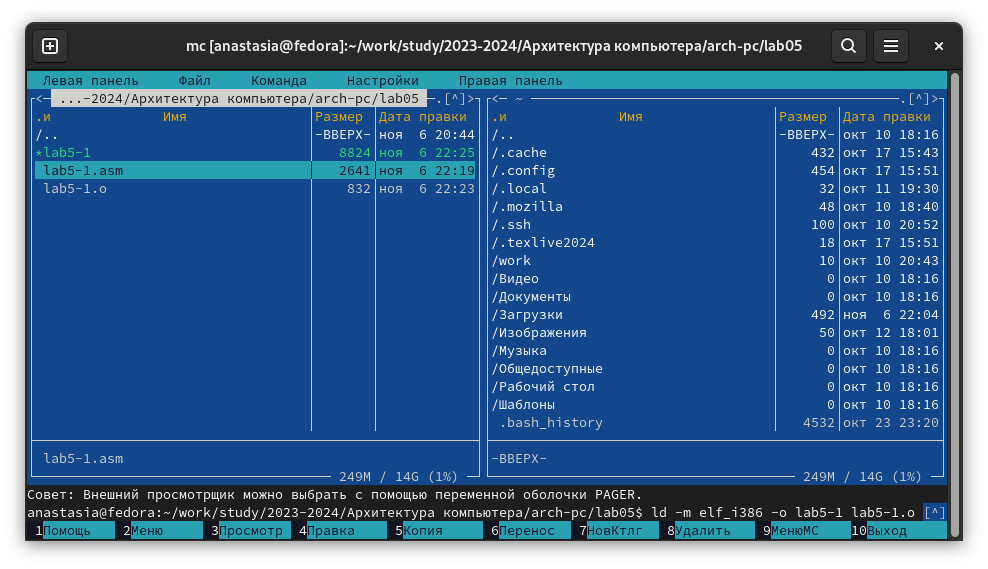 mc [anastasia@fedora]:~/work/study/2023-2024/Архитектура компьютера/arch-pc/lab05
Левая панель Файл Команда Настройки Правая панель
<─ ...-2024/Архитектура компьютера/arch-pc/lab05 ─.[^]>
.и Имя Размер Дата правки
/.. -ВВЕРХ- ноя 6 20:44
*lab5-1 8824 ноя 6 22:25
lab5-1.asm 2641 ноя 6 22:19
lab5-1.o 832 ноя 6 22:23
lab5-1.asm
249M / 14G (1%)
<─ ~ ─.[^]>
.и Имя Размер Дата правки
/.. -ВВЕРХ- окт 10 18:16
/.cache 432 окт 17 15:43
/.config 454 окт 17 15:51
/.local 32 окт 11 19:30
/.mozilla 48 окт 10 18:40
/.ssh 100 окт 10 20:52
/.texlive2024 18 окт 17 15:51
/work 10 окт 10 20:43
/Видео 0 окт 10 18:16
/Документы 0 окт 10 18:16
/Загрузки 492 ноя 6 22:04
/Изображения 50 окт 12 18:01
/Музыка 0 окт 10 18:16
/Общедоступные 0 окт 10 18:16
/Рабочий стол 0 окт 10 18:16
/Шаблоны 0 окт 10 18:16
.bash_history 4532 окт 23 23:20
-ВВЕРХ-
249M / 14G (1%)
Совет: Внешний просмотрщик можно выбрать с помощью переменной оболочки PAGER.
anastasia@fedora:~/work/study/2023-2024/Архитектура компьютера/arch-pc/lab05$ ld -m elf_i386 -o lab5-1 lab5-1.o [^]
1Помощь 2Меню 3Просмотр 4Правка 5Копия 6Перенос 7НовКтлг 8Удалить 9МенюMC 10Выход